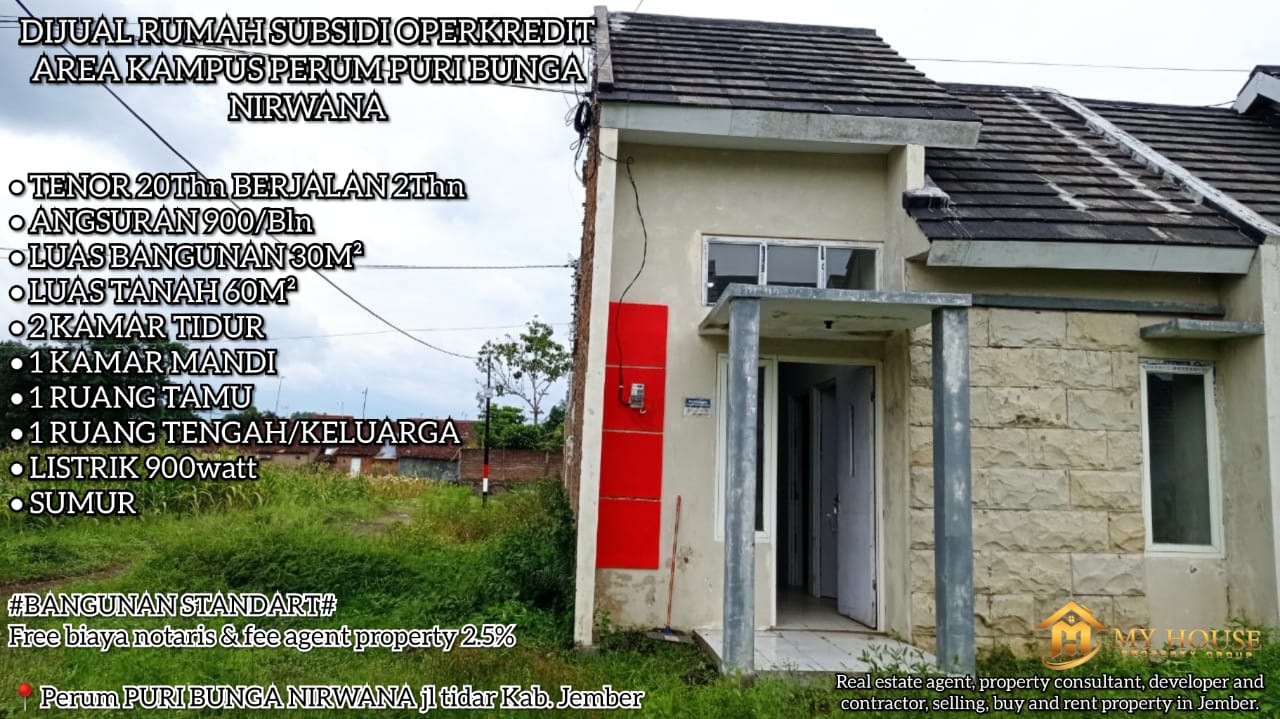 DIJUAL RUMAH SUBSIDI OPERKREDIT
AREA KAMPUS PERUM PURI BUNGA
NIRWANA
• TENOR 20Thn BERJALAN 2Thn
• ANGSURAN 900/Bln
• LUAS BANGUNAN 30M²
• LUAS TANAH 60M²
• 2 KAMAR TIDUR
• 1 KAMAR MANDI
• 1 RUANG TAMU
• 1 RUANG TENGAH/KELUARGA
• LISTRIK 900watt
• SUMUR
#BANGUNAN STANDART#
Free biaya notaris & fee agent property 2.5%
📍Perum PURI BUNGA NIRWANA jl tidar Kab. Jember
MY HOUSE
PROPERTY GROUP
Real estate agent, property consultant, developer and
contractor, selling, buy and rent property in Jember.